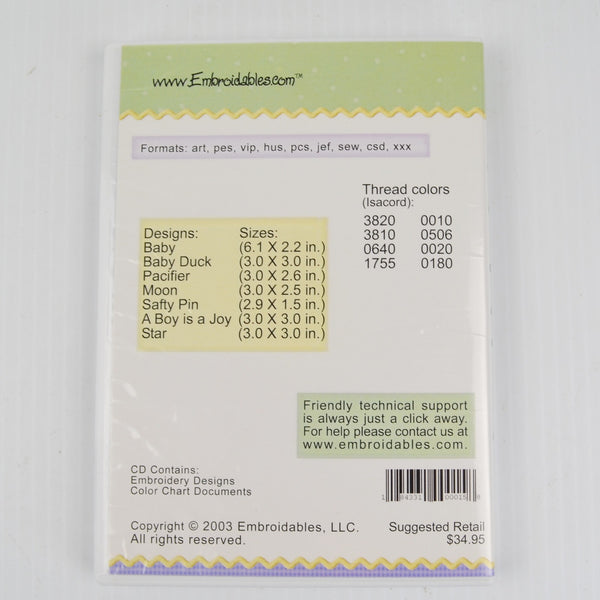 www.Embroidables.com™
Formats: art, pes, vip, hus, pcs, jef, sew, csd, xxx
Thread colors
(Isacord):
3820 0010
3810 0506
0640 0020
1755 0180
Designs: Sizes:
Baby (6.1 X 2.2 in.)
Baby Duck (3.0 X 3.0 in.)
Pacifier (3.0 X 2.6 in.)
Moon (3.0 X 2.5 in.)
Safty Pin (2.9 X 1.5 in.)
A Boy is a Joy (3.0 X 3.0 in.)
Star (3.0 X 3.0 in.)
Friendly technical support
is always just a click away.
For help please contact us at
www.embroidables.com.
CD Contains:
Embroidery Designs
Color Chart Documents
1 84331 00015 8
Copyright © 2003 Embroidables, LLC.
All rights reserved.
Suggested Retail
$34.95